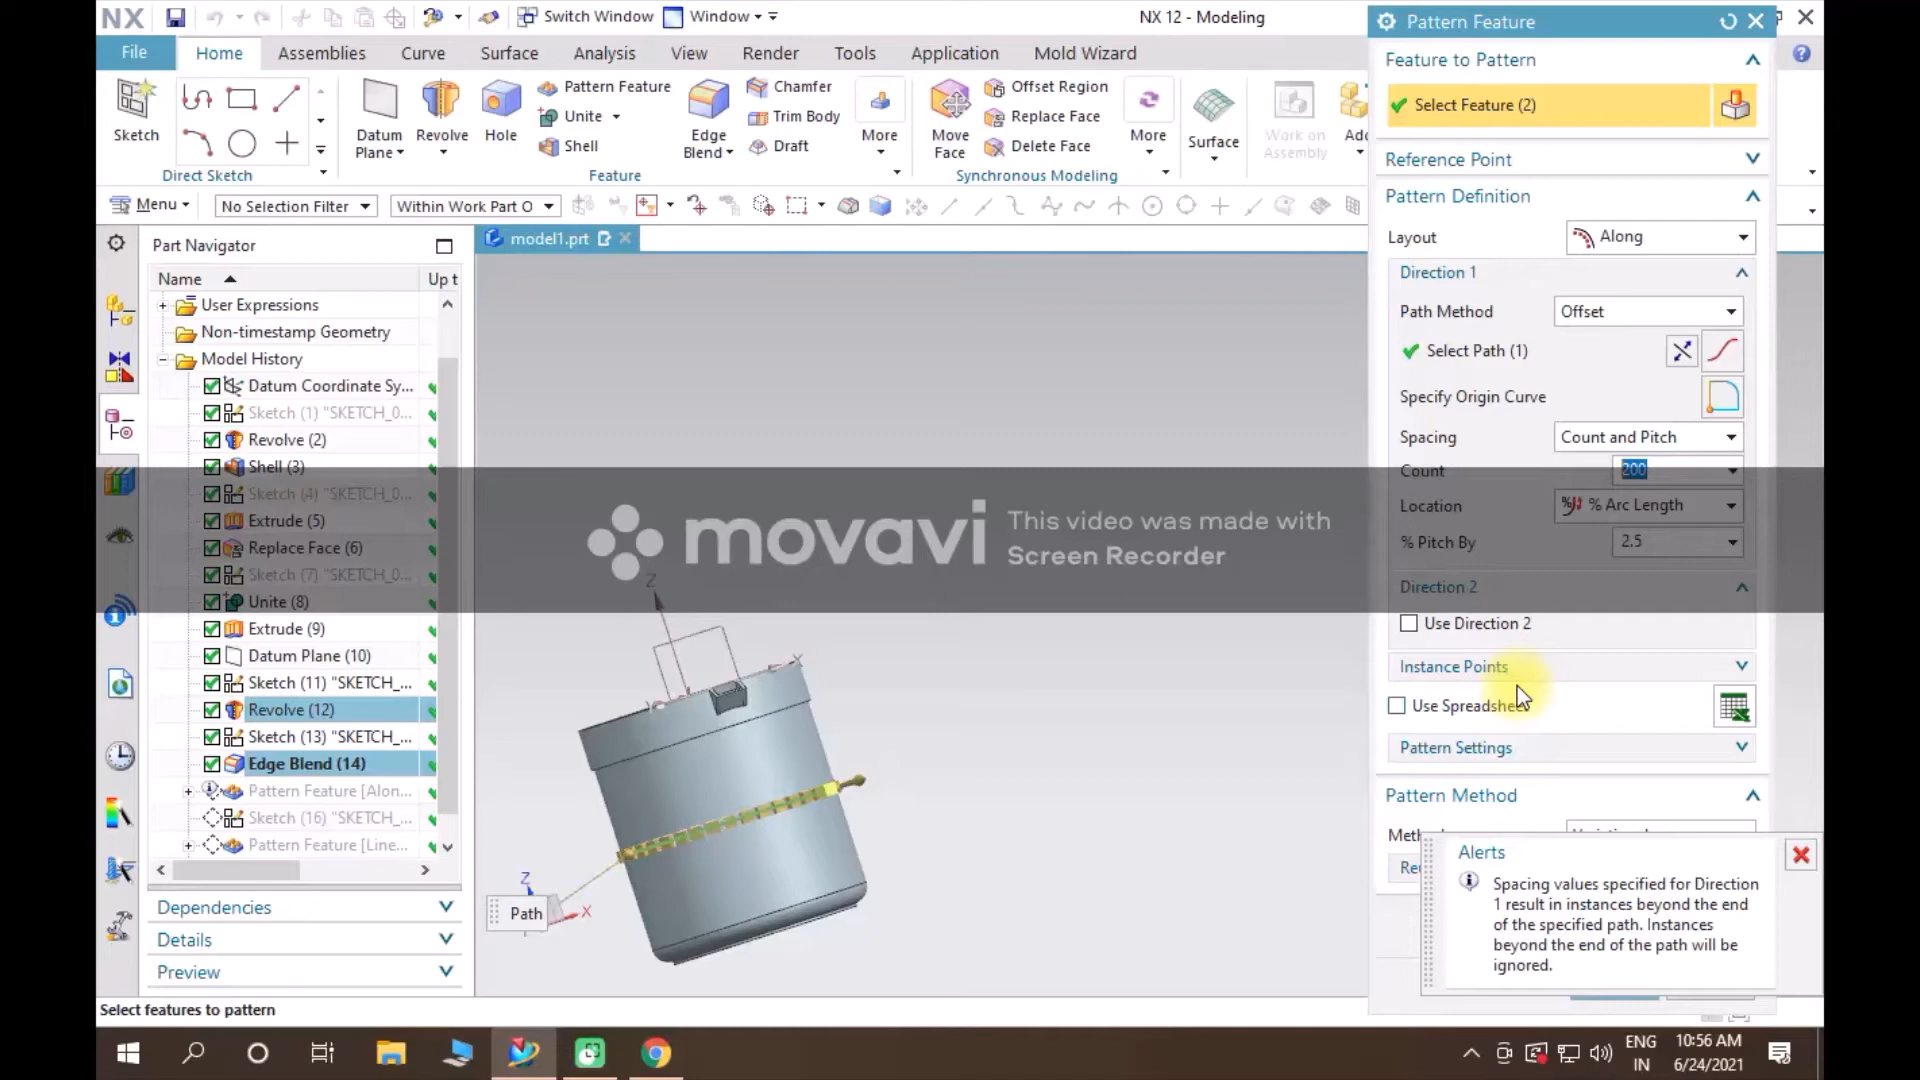 NX
Switch Window
Window
NX 12 - Modeling
Pattern Feature
File
Home
Assemblies
Curve
Surface
Analysis
View
Render
Tools
Application
Mold Wizard
Sketch
Direct Sketch
Datum Plane
Revolve
Hole
Pattern Feature
Unite
Shell
Edge Blend
Chamfer
Trim Body
Draft
More
Feature
Move Face
Offset Region
Replace Face
Delete Face
More
Synchronous Modeling
Surface
Work on Assembly
Menu
No Selection Filter
Within Work Part O
Part Navigator
model1.prt
Name
Up t
User Expressions
Non-timestamp Geometry
Model History
Datum Coordinate Sy...
Sketch (1) "SKETCH_0...
Revolve (2)
Shell (3)
Sketch (4) "SKETCH_0...
Extrude (5)
Replace Face (6)
Sketch (7) "SKETCH_0...
Unite (8)
Extrude (9)
Datum Plane (10)
Sketch (11) "SKETCH_...
Revolve (12)
Sketch (13) "SKETCH_...
Edge Blend (14)
Pattern Feature [Alon...
Sketch (16) "SKETCH_...
Pattern Feature [Line...
Dependencies
Details
Preview
Select features to pattern
movavi
This video was made with
Screen Recorder
Z
Z
X
Path
Feature to Pattern
Select Feature (2)
Reference Point
Pattern Definition
Layout
Along
Direction 1
Path Method
Offset
Select Path (1)
Specify Origin Curve
Spacing
Count and Pitch
Count
200
Location
% Arc Length
% Pitch By
2.5
Direction 2
Use Direction 2
Instance Points
Use Spreadsheet
Pattern Settings
Pattern Method
Alerts
Spacing values specified for Direction
1 result in instances beyond the end
of the specified path. Instances
beyond the end of the path will be
ignored.
ENG
IN
10:56 AM
6/24/2021